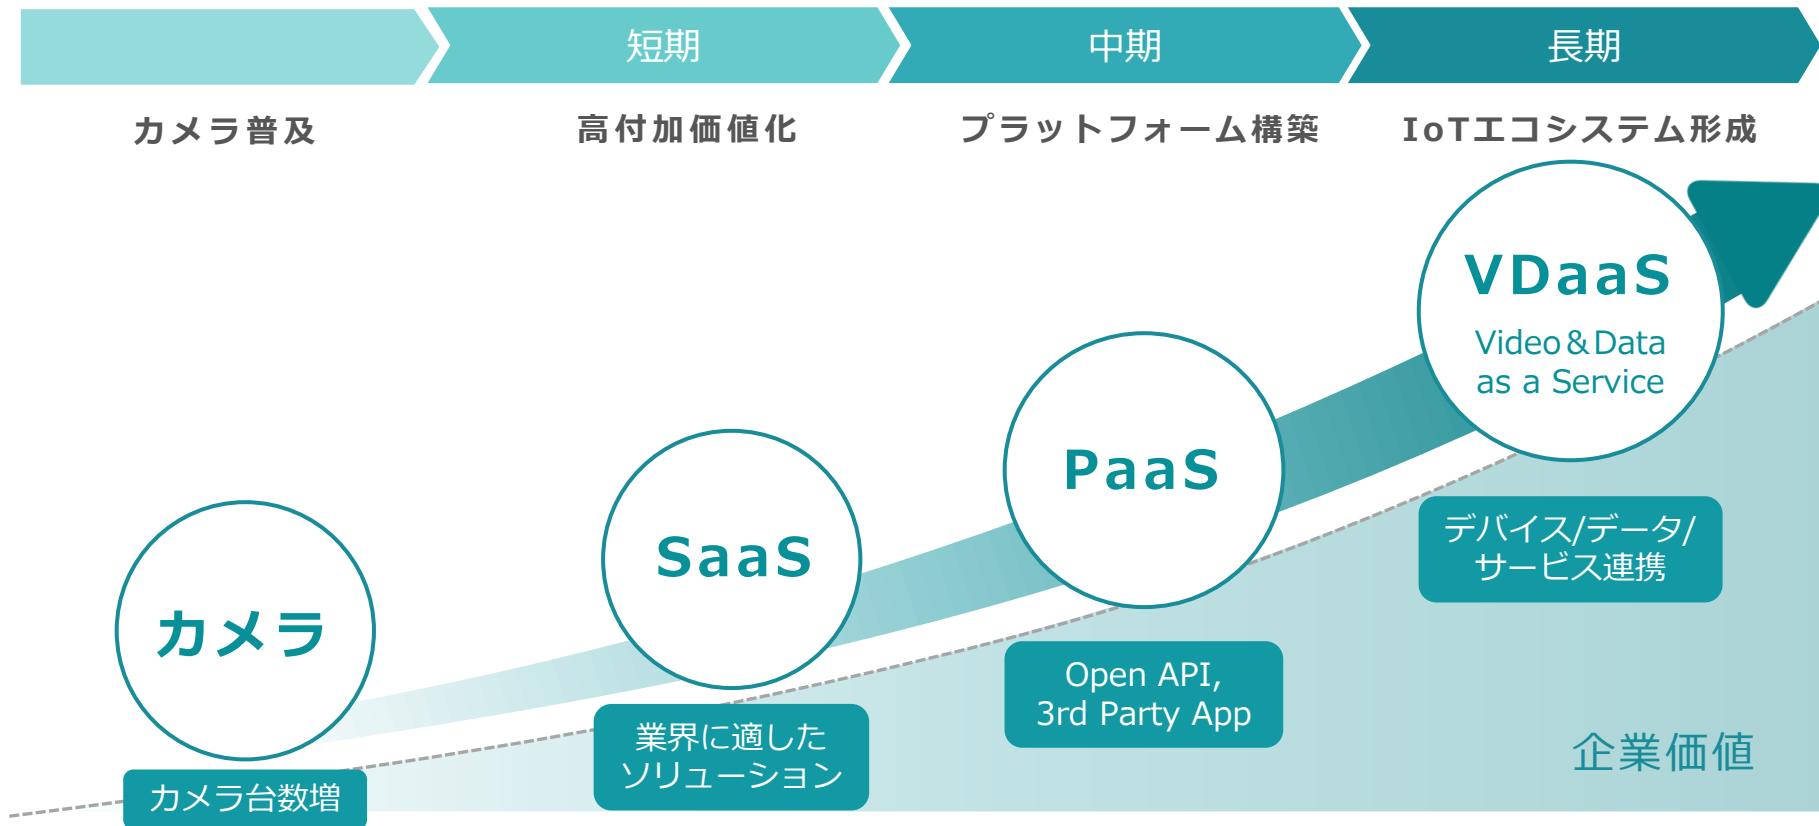 短期
中期
長期
カメラ普及
高付加価値化
プラットフォーム構築
IoTエコシステム形成
カメラ
カメラ台数増
SaaS
業界に適した
ソリューション
PaaS
Open API,
3rd Party App
VDaaS
Video&Data
as a Service
デバイス/データ/
サービス連携
企業価値